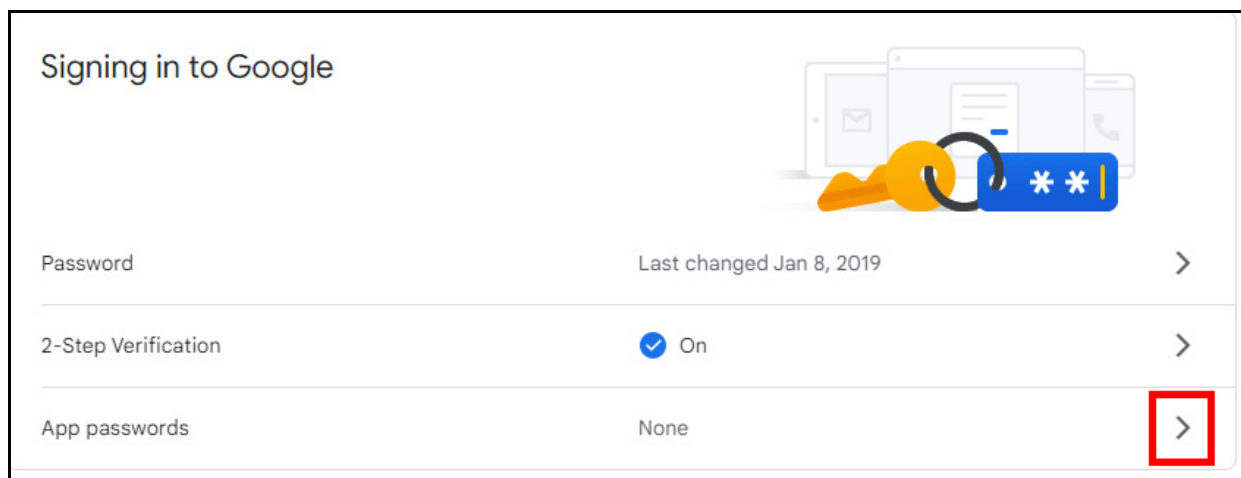 Signing in to Google
**
Password Last changed Jan 8, 2019
2-Step Verification On
App passwords None